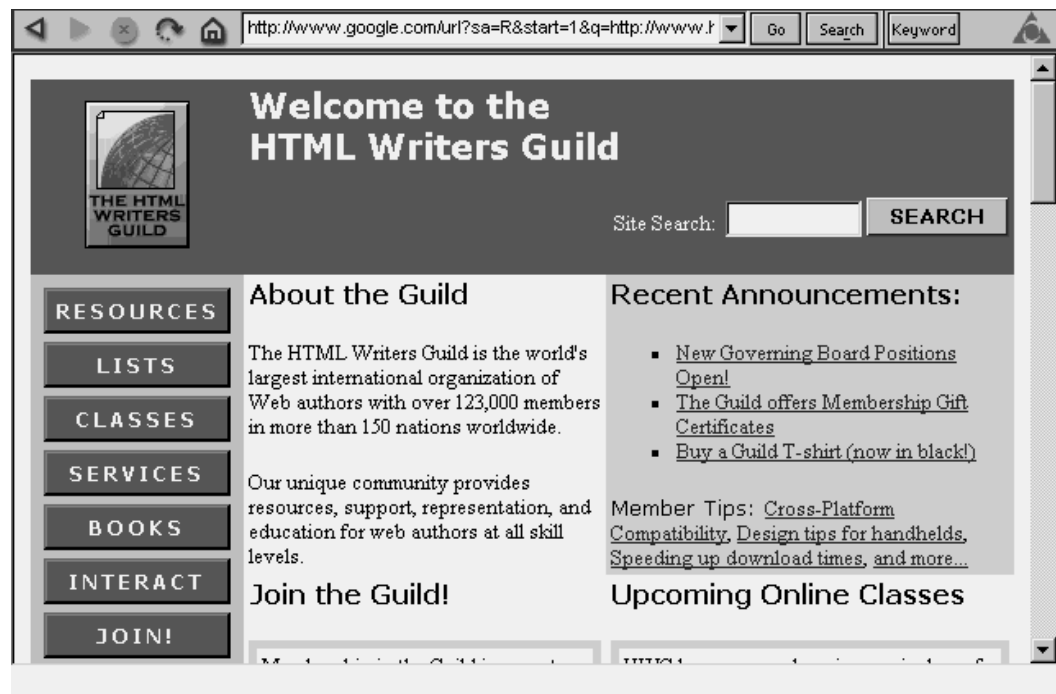 http://www.google.com/url?sa=R&start=1&q=http://www.h
Go
Search
Keyword
Welcome to the
HTML Writers Guild
THE HTML
WRITERS
GUILD
Site Search:
SEARCH
RESOURCES
LISTS
CLASSES
SERVICES
BOOKS
INTERACT
JOIN!
About the Guild
The HTML Writers Guild is the world's
largest international organization of
Web authors with over 123,000 members
in more than 150 nations worldwide.
Our unique community provides
resources, support, representation, and
education for web authors at all skill
levels.
Join the Guild!
Recent Announcements:
New Governing Board Positions
Open!
The Guild offers Membership Gift
Certificates
Buy a Guild T-shirt (now in black!)
Member Tips: Cross-Platform
Compatibility, Design tips for handhelds,
Speeding up download times, and more...
Upcoming Online Classes